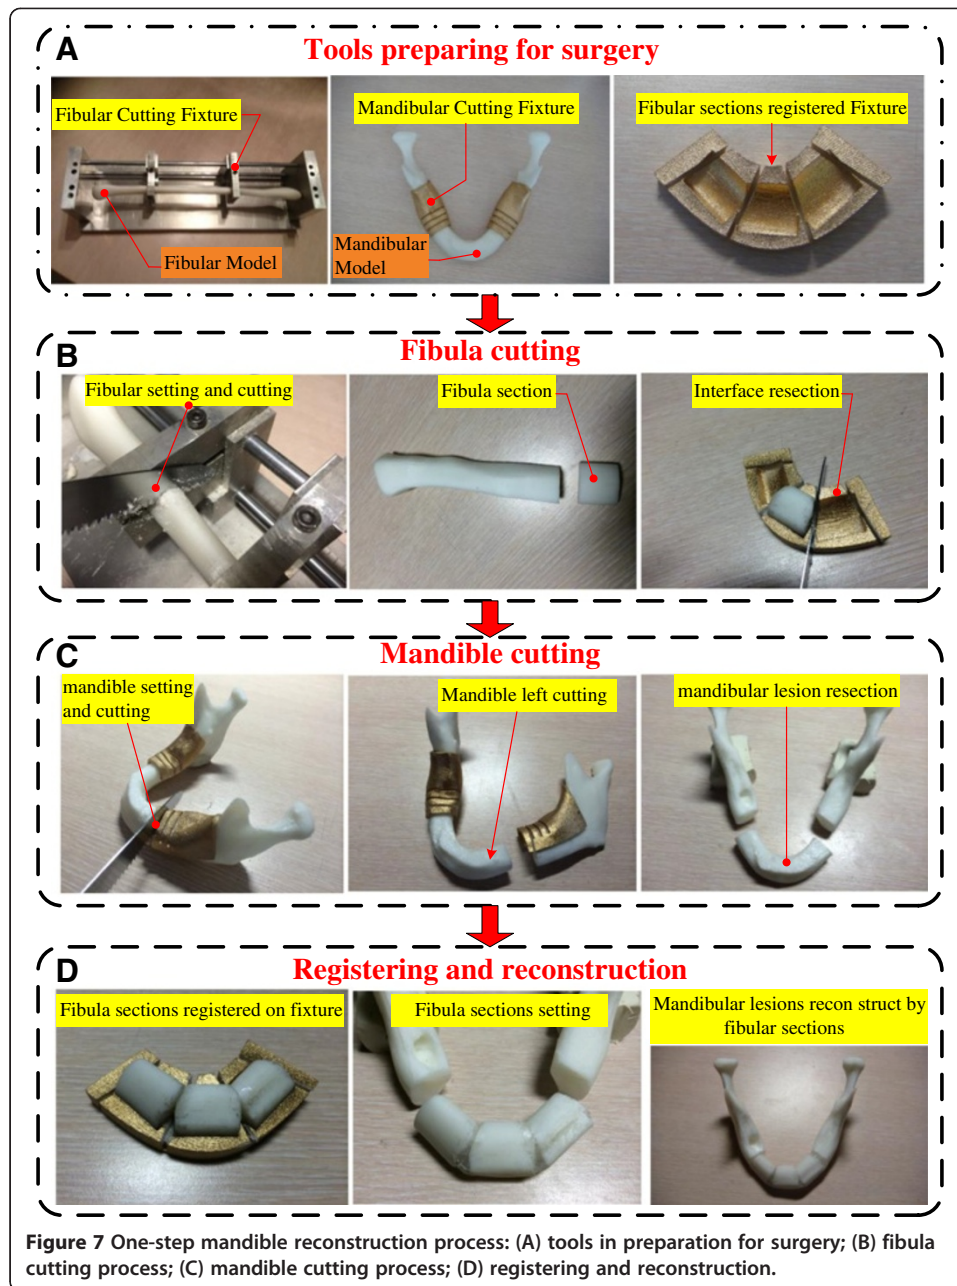 A
Tools preparing for surgery
Fibular Cutting Fixture
Fibular Model
Mandibular Cutting Fixture
Mandibular
Model
Fibular sections registered Fixture
B
Fibula cutting
Fibular setting and cutting
Fibula section
Interface resection
C
Mandible cutting
mandible setting
and cutting
Mandible left cutting
mandibular lesion resection
D
Registering and reconstruction
Fibula sections registered on fixture
Fibula sections setting
Mandibular lesions recon struct by
fibular sections
Figure 7 One-step mandible reconstruction process: (A) tools in preparation for surgery; (B) fibula
cutting process; (C) mandible cutting process; (D) registering and reconstruction.